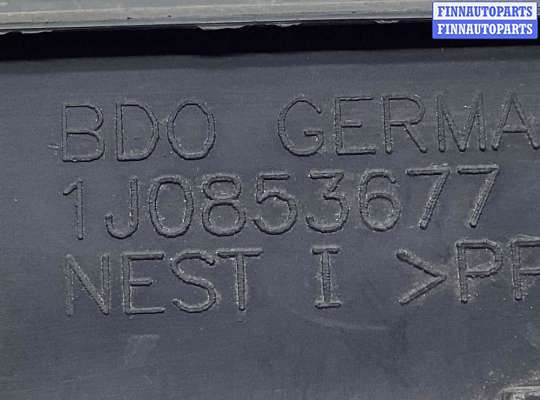 FINNAUTOPARTS
FINNAUTOPARTS
BDO GERMA
1J0853677
NEST I >PP